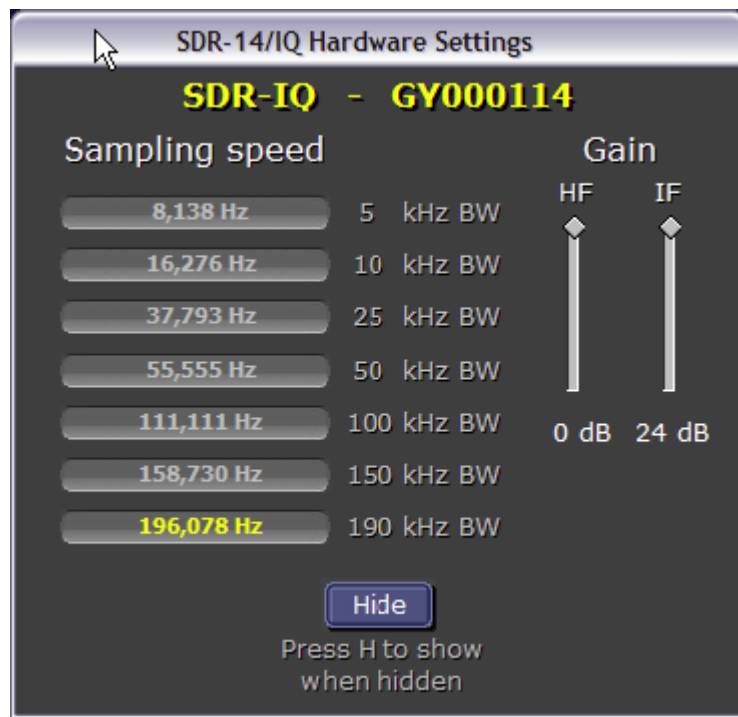 SDR-14/IQ Hardware Settings
SDR-IQ - GY000114
Sampling speed
Gain
HF IF
8,138 Hz 5 kHz BW
16,276 Hz 10 kHz BW
37,793 Hz 25 kHz BW
55,555 Hz 50 kHz BW
111,111 Hz 100 kHz BW
0 dB 24 dB
158,730 Hz 150 kHz BW
196,078 Hz 190 kHz BW
Hide
Press H to show
when hidden